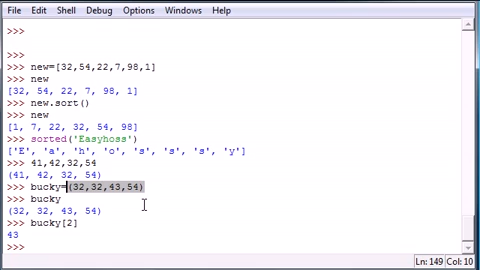 File Edit Shell Debug Options Windows Help
>>>
>>>
>>> new=[32,54,22,7,98,1]
>>> new
[32, 54, 22, 7, 98, 1]
>>> new.sort()
>>> new
[1, 7, 22, 32, 54, 98]
>>> sorted('Easyhoss')
['E', 'a', 'h', 'o', 's', 's', 's', 'y']
>>> 41,42,32,54
(41, 42, 32, 54)
>>> bucky=(32,32,43,54)
>>> bucky
(32, 32, 43, 54)
>>> bucky[2]
43
>>>
Ln: 149 Col: 10